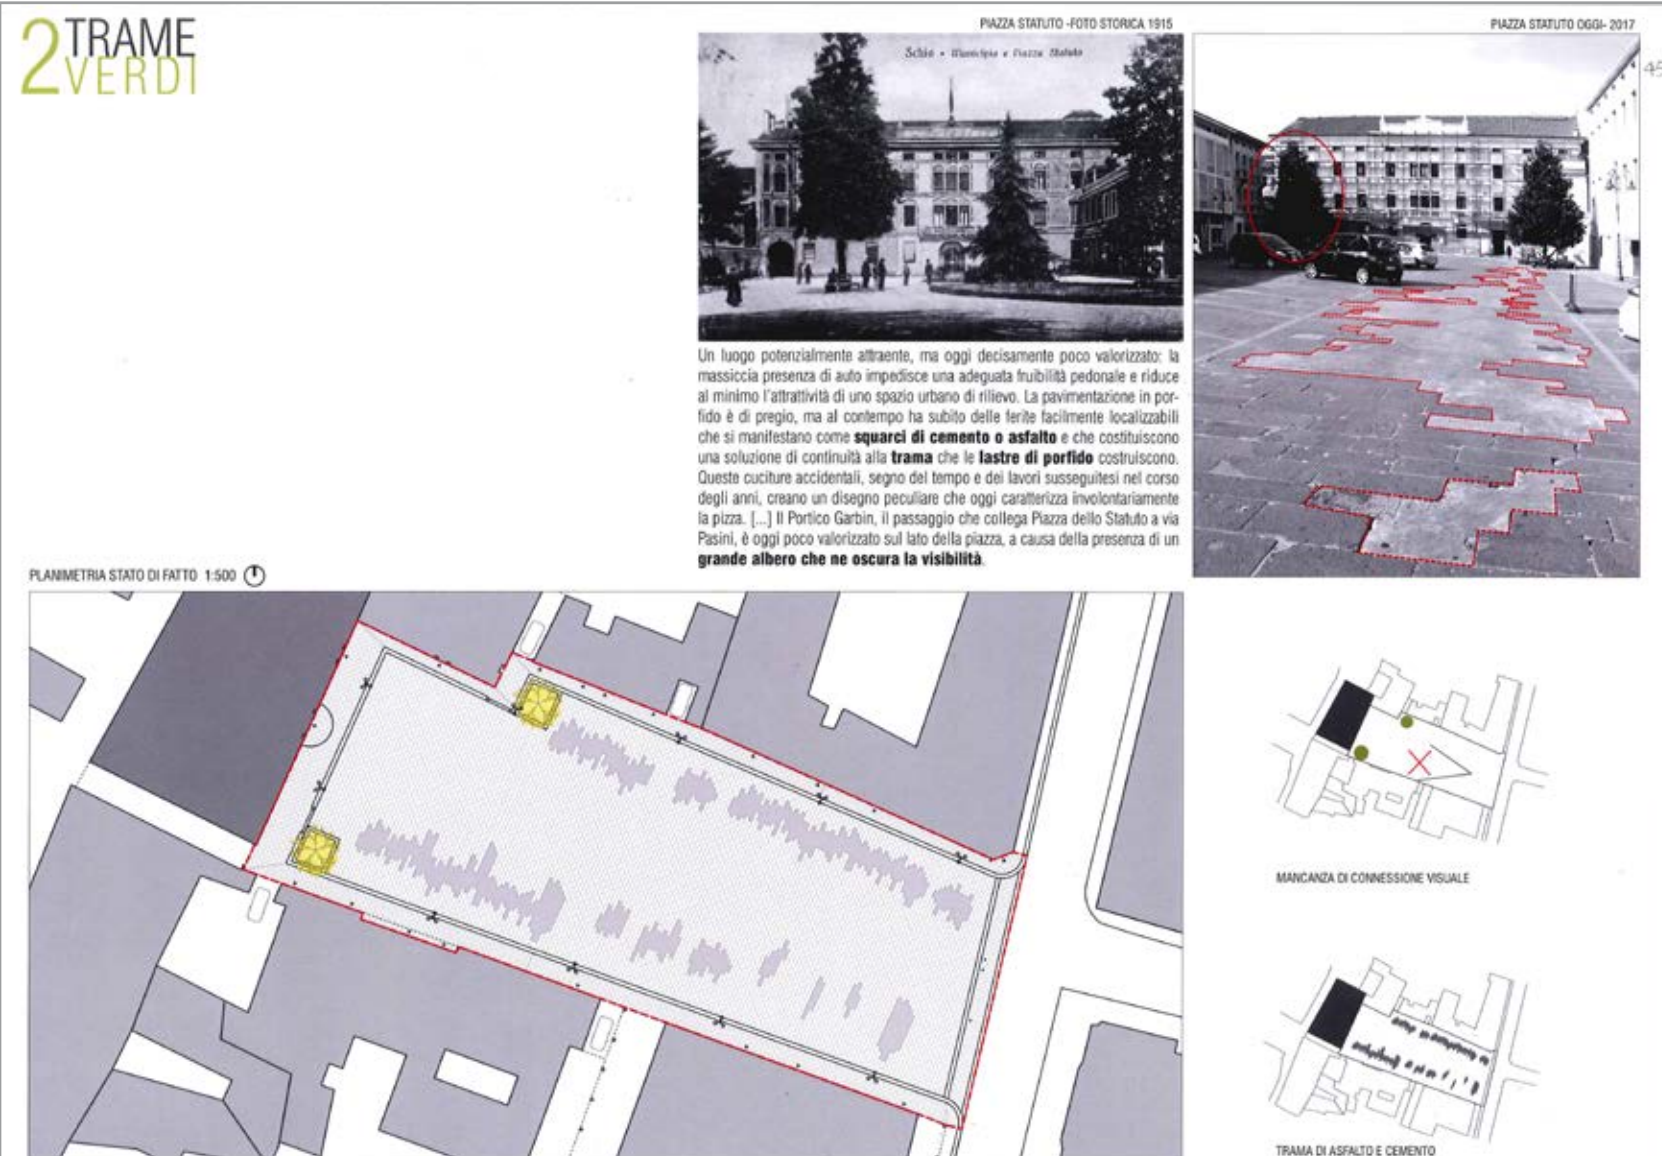 2 TRAME
VERDI
PIAZZA STATUTO -FOTO STORICA 1915
PIAZZA STATUTO OGGI- 2017
Schio - Municipio e Piazza Statuto
45
Un luogo potenzialmente attraente, ma oggi decisamente poco valorizzato: la
massiccia presenza di auto impedisce una adeguata fruibilità pedonale e riduce
al minimo l'attrattività di uno spazio urbano di rilievo. La pavimentazione in por-
fido è di pregio, ma al contempo ha subito delle ferite facilmente localizzabili
che si manifestano come squarci di cemento o asfalto e che costituiscono
una soluzione di continuità alla trama che le lastre di porfido costruiscono.
Queste cuciture accidentali, segno del tempo e dei lavori susseguitesi nel corso
degli anni, creano un disegno peculiare che oggi caratterizza involontariamente
la pizza. [...] Il Portico Garbin, il passaggio che collega Piazza dello Statuto a via
Pasini, è oggi poco valorizzato sul lato della piazza, a causa della presenza di un
grande albero che ne oscura la visibilità.
PLANIMETRIA STATO DI FATTO 1:500
MANCANZA DI CONNESSIONE VISUALE
TRAMA DI ASFALTO E CEMENTO